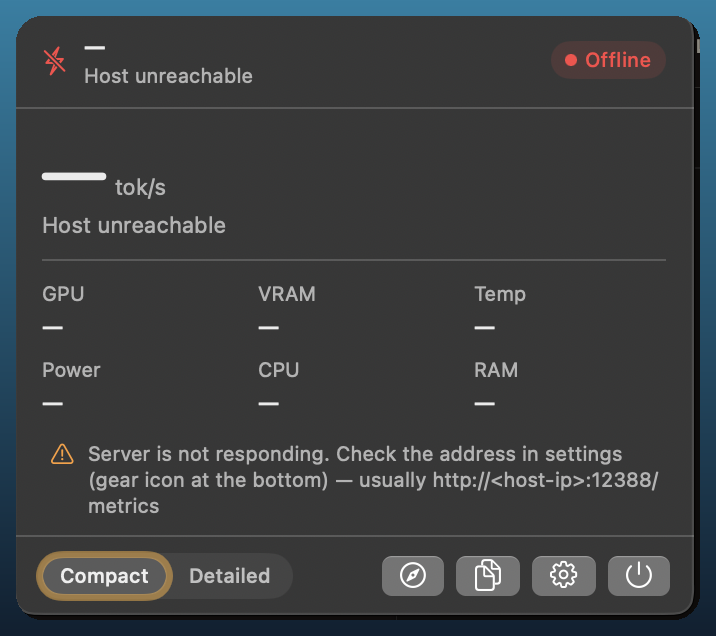 —
Host unreachable
Offline
— tok/s
Host unreachable
GPU VRAM Temp
— — —
Power CPU RAM
— — —
Server is not responding. Check the address in settings
(gear icon at the bottom) — usually http://<host-ip>:12388/
metrics
Compact Detailed